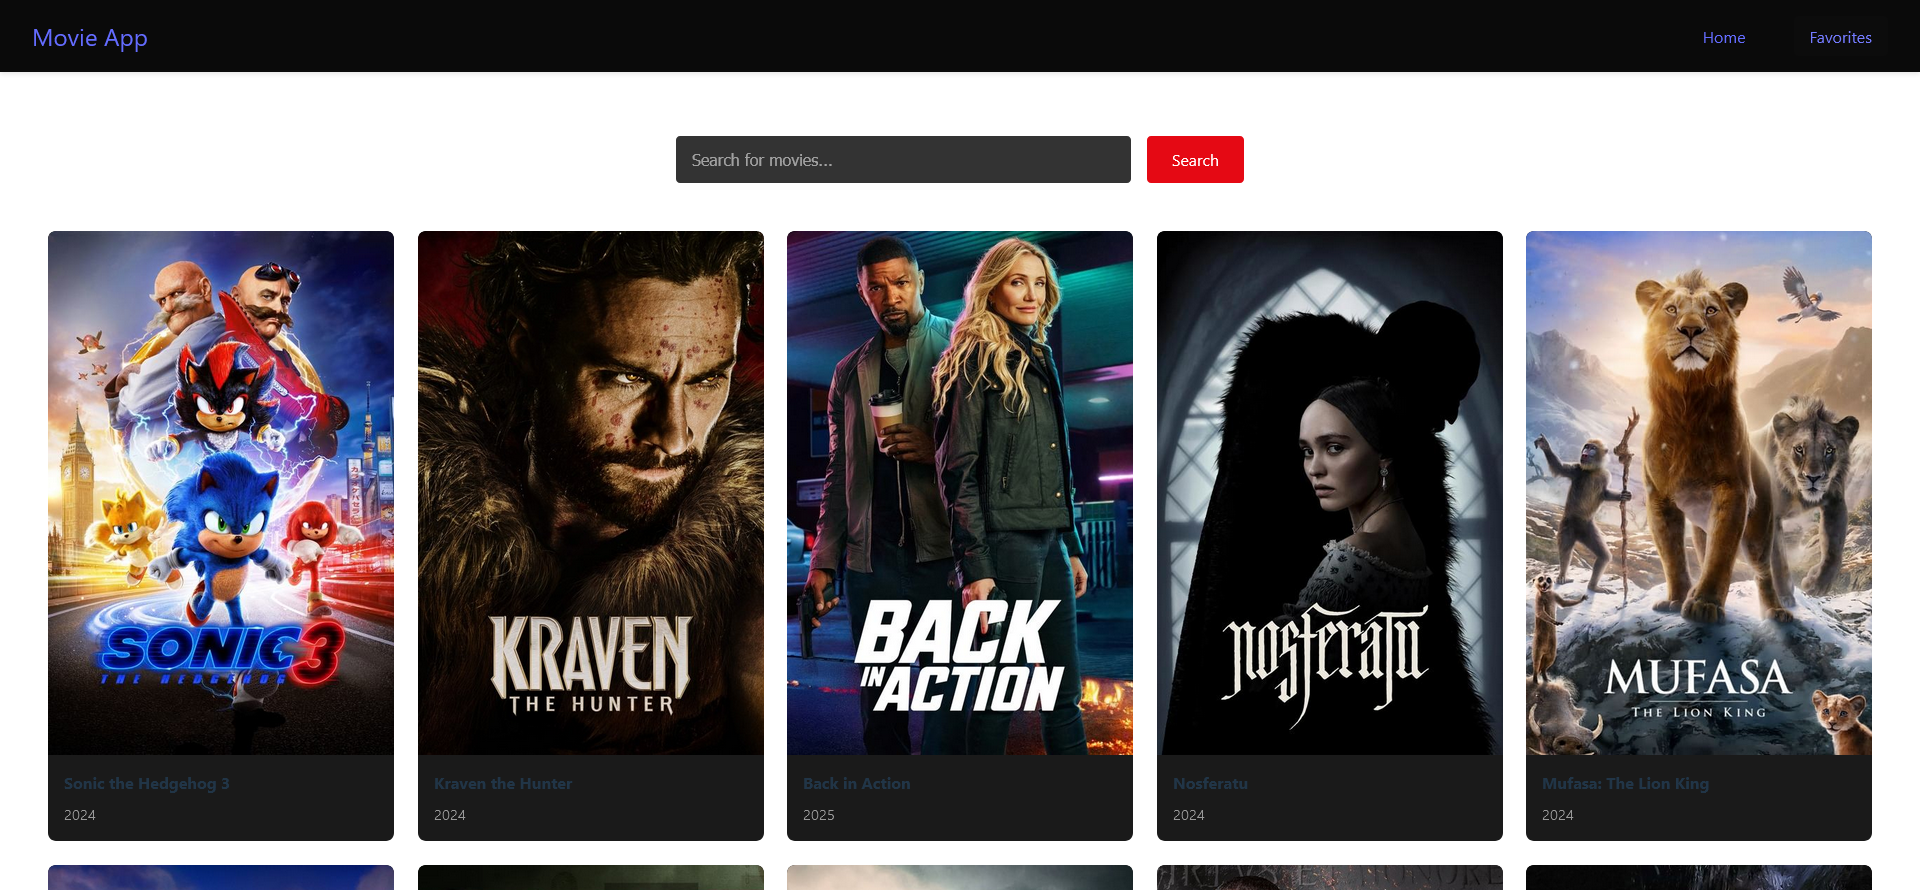 Movie App
Home
Favorites
Search for movies...
Search
SONIC 3
THE HEDGEHOG
KRAVEN
THE HUNTER
BACK
IN ACTION
nosferatu
MUFASA
THE LION KING
Sonic the Hedgehog 3
Kraven the Hunter
Back in Action
Nosferatu
Mufasa: The Lion King
2024
2024
2025
2024
2024